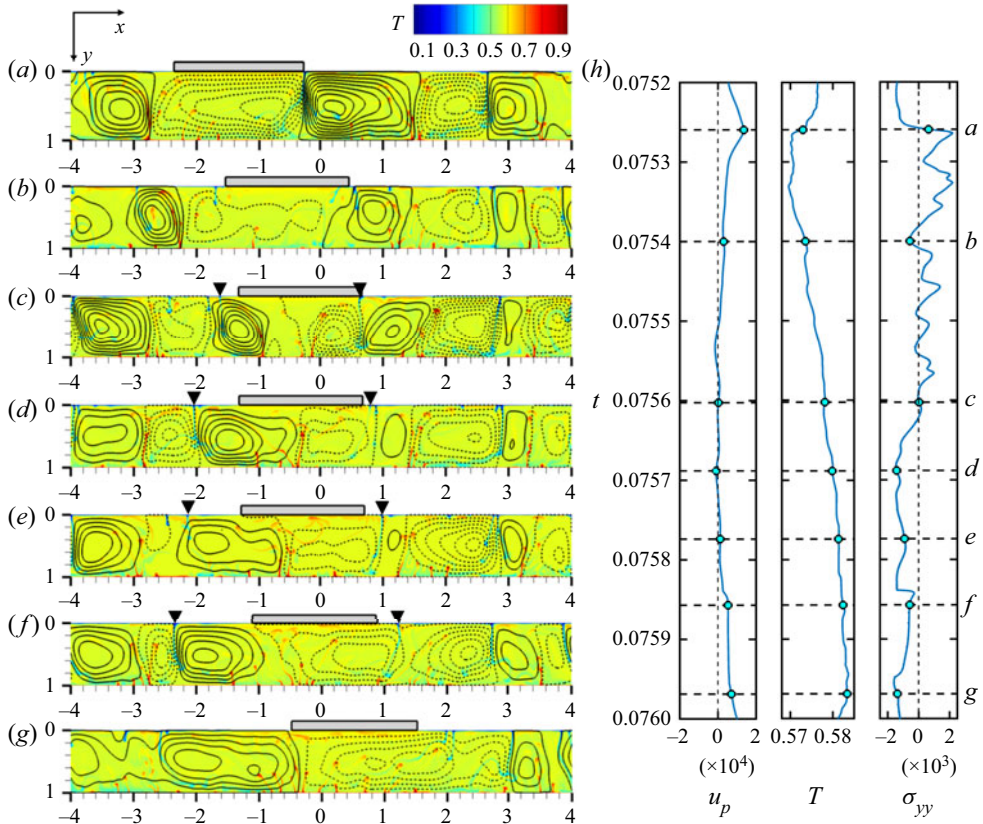 x
y
T
0.1 0.3 0.5 0.7 0.9
(a) 0
1
–4 –3 –2 –1 0 1 2 3 4
(b) 0
1
–4 –3 –2 –1 0 1 2 3 4
(c) 0
1
–4 –3 –2 –1 0 1 2 3 4
(d) 0
1
–4 –3 –2 –1 0 1 2 3 4
(e) 0
1
–4 –3 –2 –1 0 1 2 3 4
(f) 0
1
–4 –3 –2 –1 0 1 2 3 4
(g) 0
1
–4 –3 –2 –1 0 1 2 3 4
(h)
0.0752
a
0.0753
0.0754 b
0.0755
t 0.0756 c
d
0.0757
0.0758 e
f
0.0759
g
0.0760
–2 0 2 0.57 0.58 –2 0 2
(×10⁴) (×10³)
uₚ T σyy